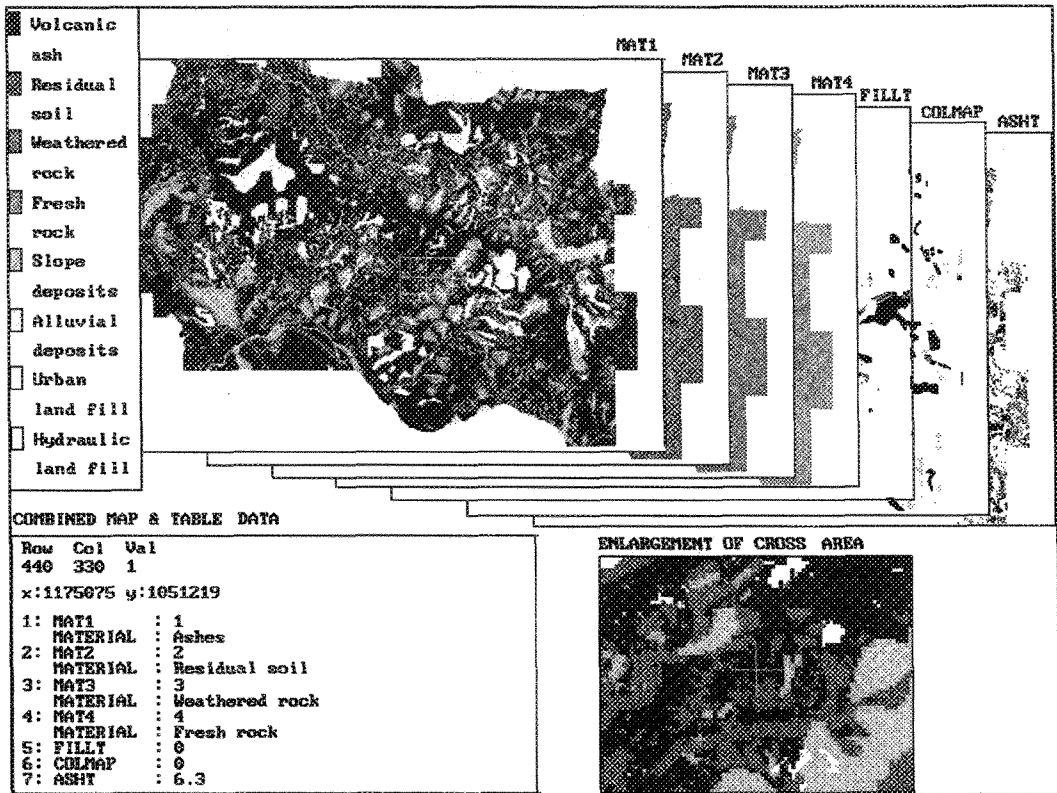 Volcanic
ash
Residual
soil
Weathered
rock
Fresh
rock
Slope
deposits
Alluvial
deposits
Urban
land fill
Hydraulic
land fill
MAT1
MAT2
MAT3
MAT4
FILLT
COLMAP
ASHT
COMBINED MAP & TABLE DATA
Row Col Val
440 330 1
x:1175075 y:1051219
1: MAT1 : 1
MATERIAL : Ashes
2: MAT2 : 2
MATERIAL : Residual soil
3: MAT3 : 3
MATERIAL : Weathered rock
4: MAT4 : 4
MATERIAL : Fresh rock
5: FILLT : 0
6: COLMAP : 0
7: ASHT : 6.3
ENLARGEMENT OF CROSS AREA